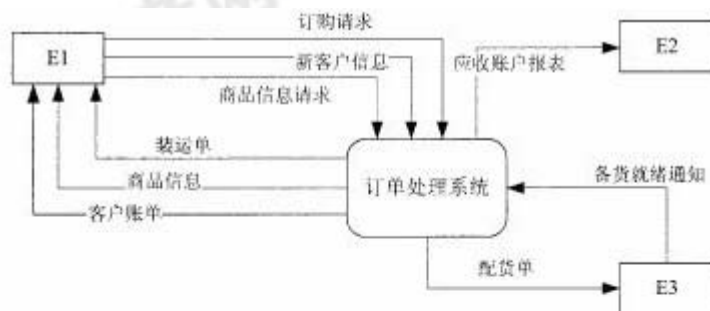 订购请求
E1
新客户信息
应收账户报表
E2
商品信息请求
装运单
商品信息
订单处理系统
备货就绪通知
客户账单
配货单
E3